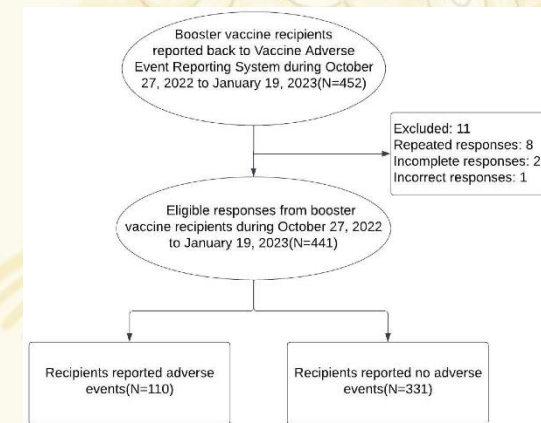 Booster vaccine recipients
reported back to Vaccine Adverse
Event Reporting System during October
27, 2022 to January 19, 2023(N=452)
Excluded: 11
Repeated responses: 8
Incomplete responses: 2
Incorrect responses: 1
Eligible responses from booster
vaccine recipients during October 27, 2022
to January 19, 2023(N=441)
Recipients reported adverse
events(N=110)
Recipients reported no adverse
events(N=331)